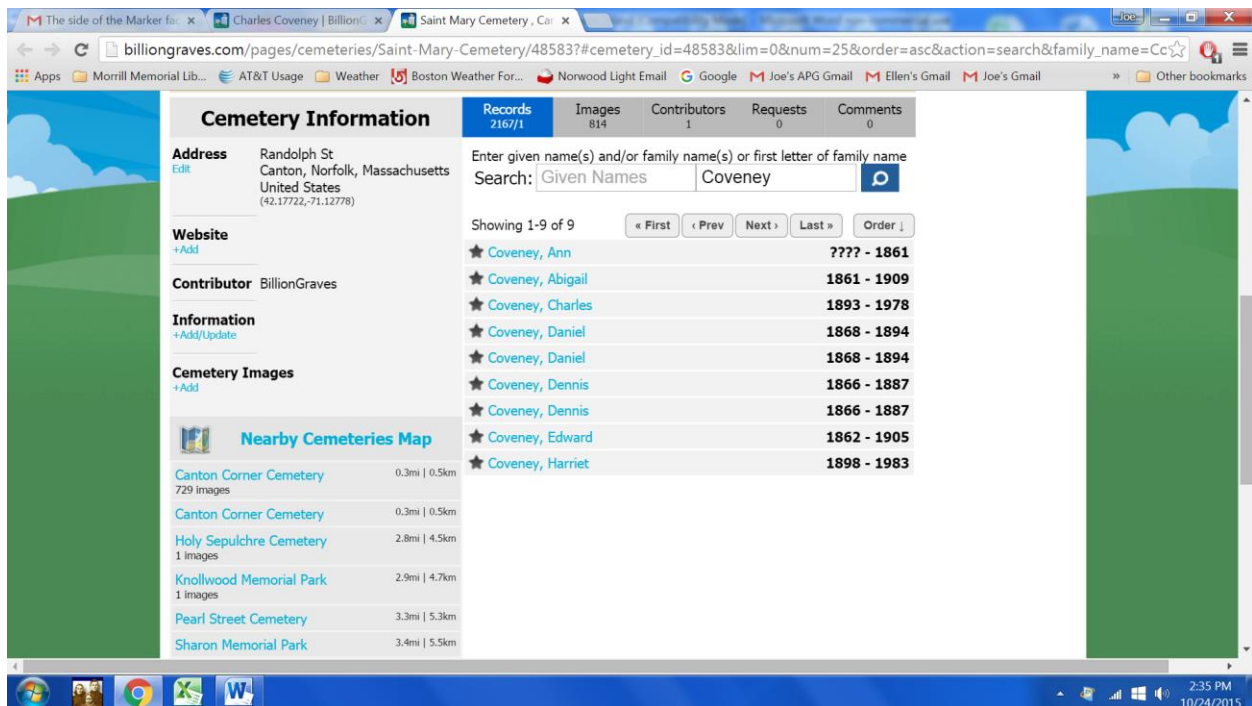 The side of the Marker fac
Charles Coveney | BillionG
Saint Mary Cemetery , Car
Joe
billiongraves.com/pages/cemeteries/Saint-Mary-Cemetery/48583?#cemetery_id=48583&lim=0&num=25&order=asc&action=search&family_name=Cc
Apps Morrill Memorial Lib... AT&T Usage Weather Boston Weather For... Norwood Light Email Google Joe's APG Gmail Ellen's Gmail Joe's Gmail » Other bookmarks
Cemetery Information
Address
Edit
Randolph St
Canton, Norfolk, Massachusetts
United States
(42.17722,-71.12778)
Website
+Add
Contributor BillionGraves
Information
+Add/Update
Cemetery Images
+Add
Nearby Cemeteries Map
Canton Corner Cemetery 0.3mi | 0.5km
729 images
Canton Corner Cemetery 0.3mi | 0.5km
Holy Sepulchre Cemetery 2.8mi | 4.5km
1 images
Knollwood Memorial Park 2.9mi | 4.7km
1 images
Pearl Street Cemetery 3.3mi | 5.3km
Sharon Memorial Park 3.4mi | 5.5km
Records Images Contributors Requests Comments
2167/1 814 1 0 0
Enter given name(s) and/or family name(s) or first letter of family name
Search: Given Names Coveney
Showing 1-9 of 9 « First ‹ Prev Next › Last » Order ↓
Coveney, Ann ???? - 1861
Coveney, Abigail 1861 - 1909
Coveney, Charles 1893 - 1978
Coveney, Daniel 1868 - 1894
Coveney, Daniel 1868 - 1894
Coveney, Dennis 1866 - 1887
Coveney, Dennis 1866 - 1887
Coveney, Edward 1862 - 1905
Coveney, Harriet 1898 - 1983
2:35 PM
10/24/2015